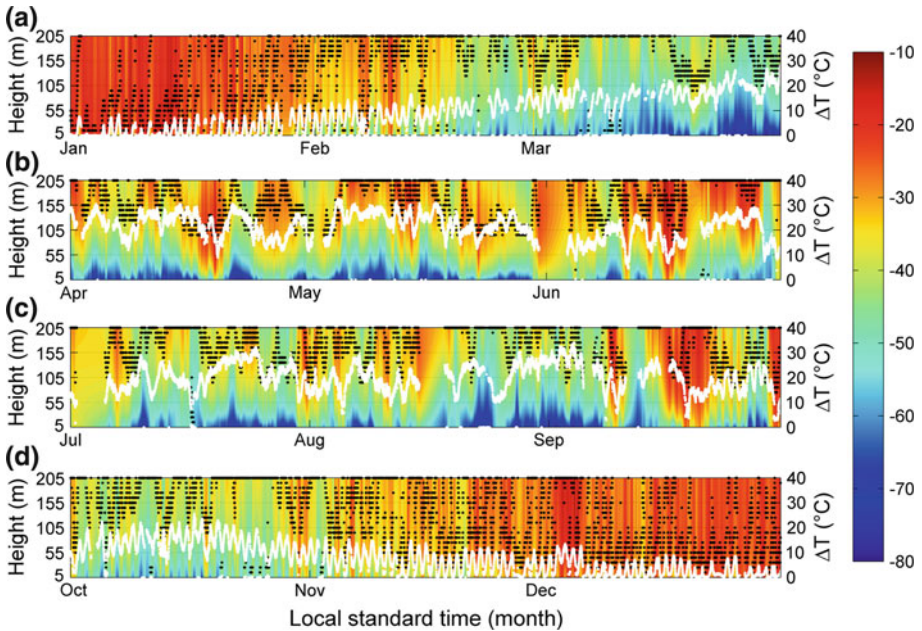 (a)
Height (m)
205
155
105
55
5
40
30
20
10
0
ΔT (°C)
Jan Feb Mar
(b)
Height (m)
205
155
105
55
5
40
30
20
10
0
ΔT (°C)
Apr May Jun
(c)
Height (m)
205
155
105
55
5
40
30
20
10
0
ΔT (°C)
Jul Aug Sep
(d)
Height (m)
205
155
105
55
5
40
30
20
10
0
ΔT (°C)
Oct Nov Dec
Local standard time (month)
-10
-20
-30
-40
-50
-60
-70
-80